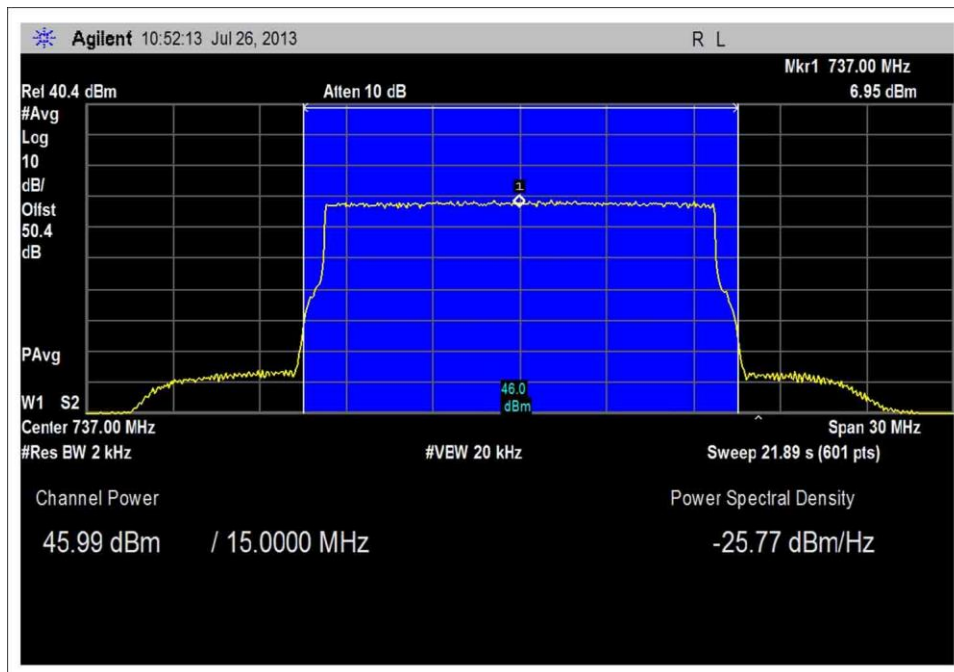 Agilent 10:52:13 Jul 26, 2013 R L
Mkr1 737.00 MHz
Ref 40.4 dBm Atten 10 dB 6.95 dBm
#Avg
Log
10
dB/
Offst
50.4
dB
1
PAvg
46.0
dBm
W1 S2
Center 737.00 MHz Span 30 MHz
#Res BW 2 kHz #VBW 20 kHz Sweep 21.89 s (601 pts)
Channel Power Power Spectral Density
45.99 dBm / 15.0000 MHz -25.77 dBm/Hz